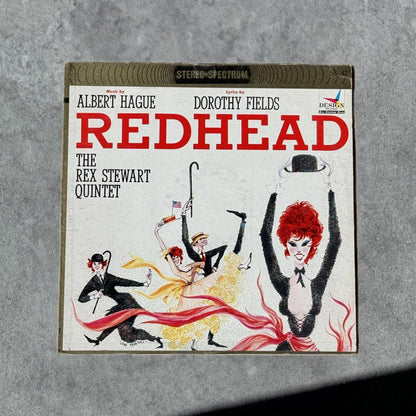 STEREO-SPECTRUM
Music by
ALBERT HAGUE
Lyrics by
DOROTHY FIELDS
DESIGN
REDHEAD
THE
REX STEWART
QUINTET